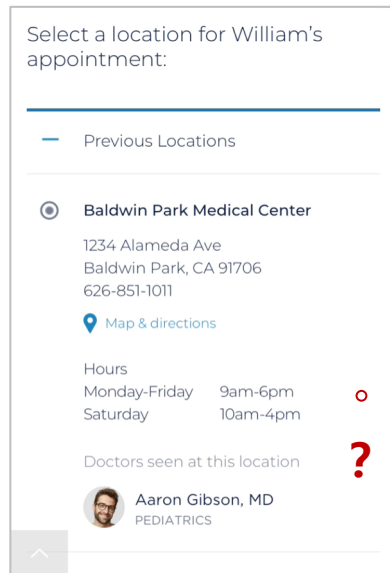 Select a location for William's
appointment:
Previous Locations
Baldwin Park Medical Center
1234 Alameda Ave
Baldwin Park, CA 91706
626-851-1011
Map & directions
Hours
Monday-Friday 9am-6pm
Saturday 10am-4pm
Doctors seen at this location
?
Aaron Gibson, MD
PEDIATRICS